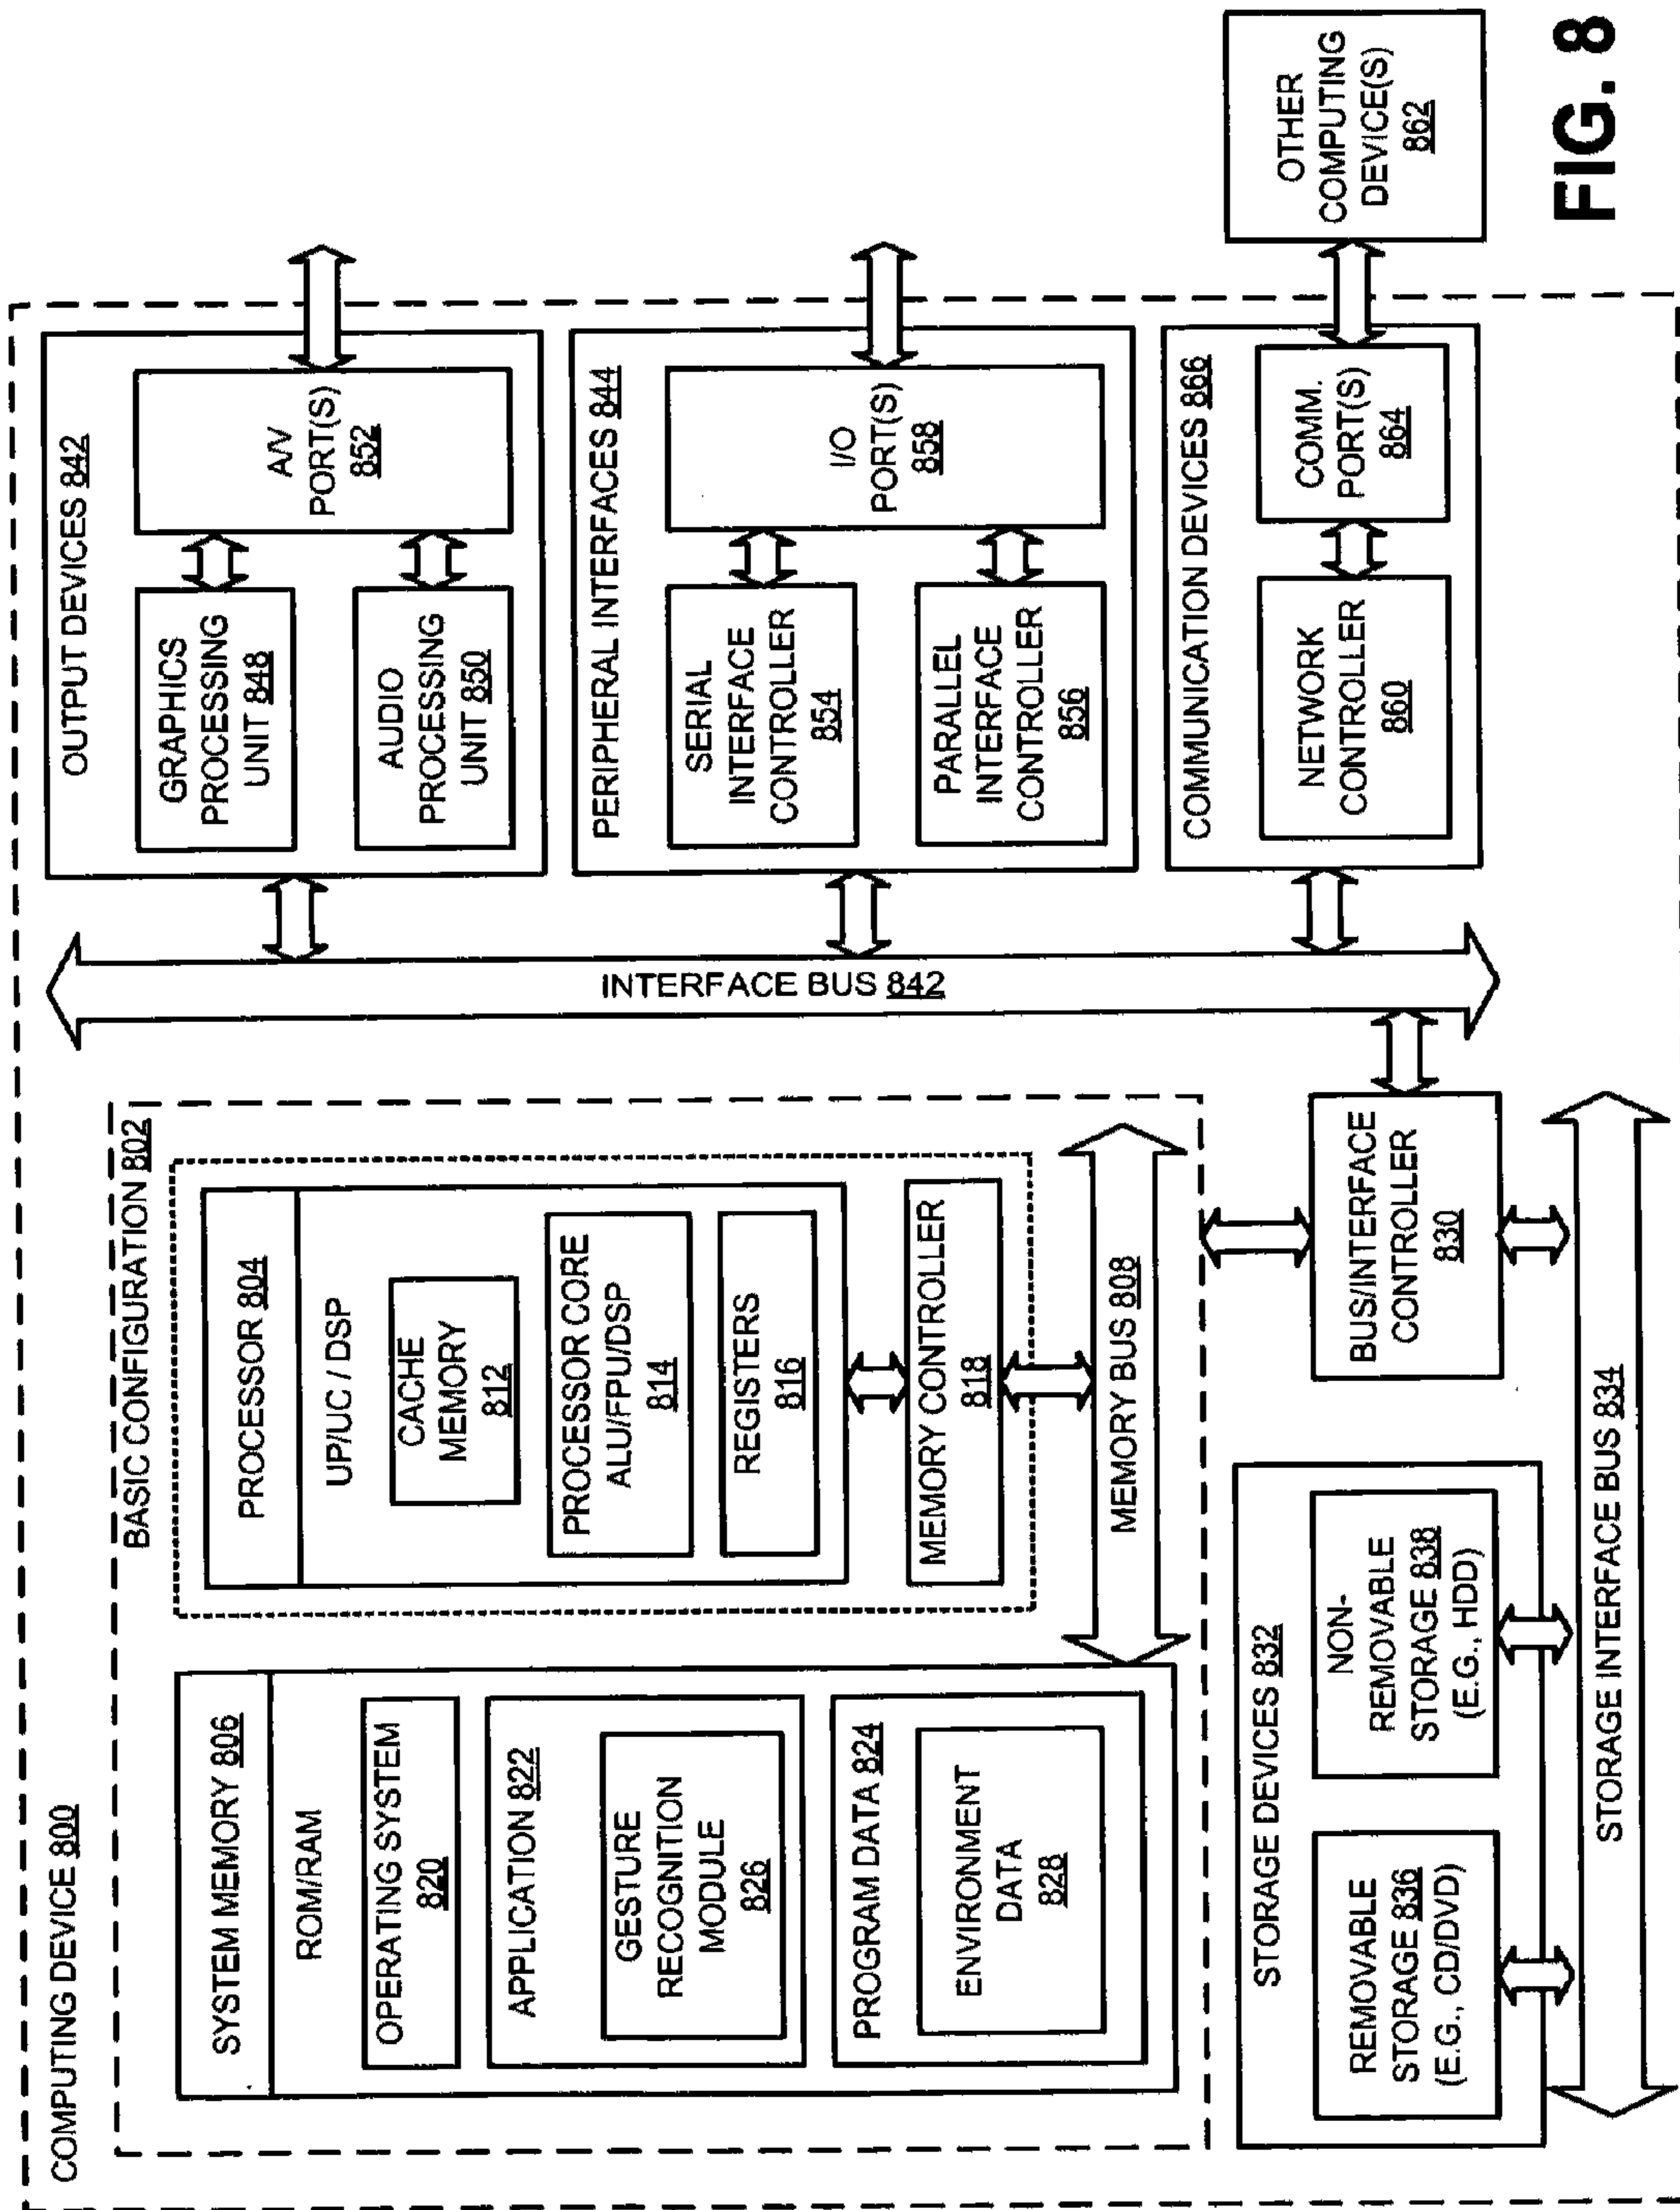 COMPUTING DEVICE 800
BASIC CONFIGURATION 802
SYSTEM MEMORY 806
ROM/RAM
OPERATING SYSTEM
820
APPLICATION 822
GESTURE
RECOGNITION
MODULE
826
PROGRAM DATA 824
ENVIRONMENT
DATA
828
PROCESSOR 804
UP/UC / DSP
CACHE
MEMORY
812
PROCESSOR CORE
ALU/FPU/DSP
814
REGISTERS
816
MEMORY CONTROLLER
818
MEMORY BUS 808
BUS/INTERFACE
CONTROLLER
830
STORAGE DEVICES 832
REMOVABLE
STORAGE 836
(E.G., CD/DVD)
NON-
REMOVABLE
STORAGE 838
(E.G., HDD)
STORAGE INTERFACE BUS 834
INTERFACE BUS 842
OUTPUT DEVICES 842
GRAPHICS
PROCESSING
UNIT 848
AUDIO
PROCESSING
UNIT 850
A/V
PORT(S)
852
PERIPHERAL INTERFACES 844
SERIAL
INTERFACE
CONTROLLER
854
PARALLEL
INTERFACE
CONTROLLER
856
I/O
PORT(S)
858
COMMUNICATION DEVICES 866
NETWORK
CONTROLLER
860
COMM.
PORT(S)
864
OTHER
COMPUTING
DEVICE(S)
862
FIG. 8